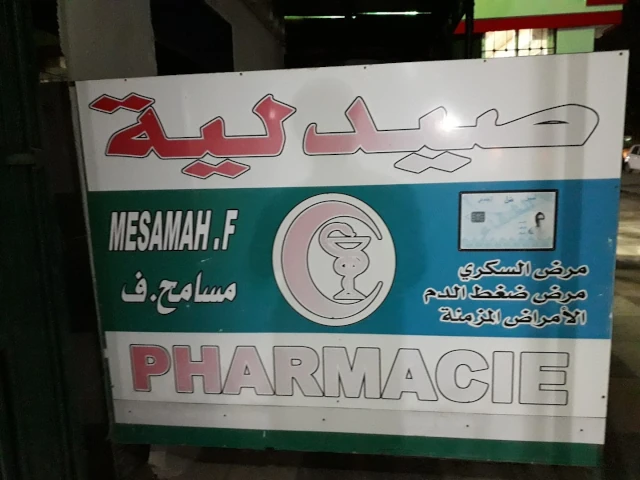 صيدلية
MESAMAH.F
مسامح.ف
مرض السكري
مرض ضغط الدم
الأمراض المزمنة
PHARMACIE